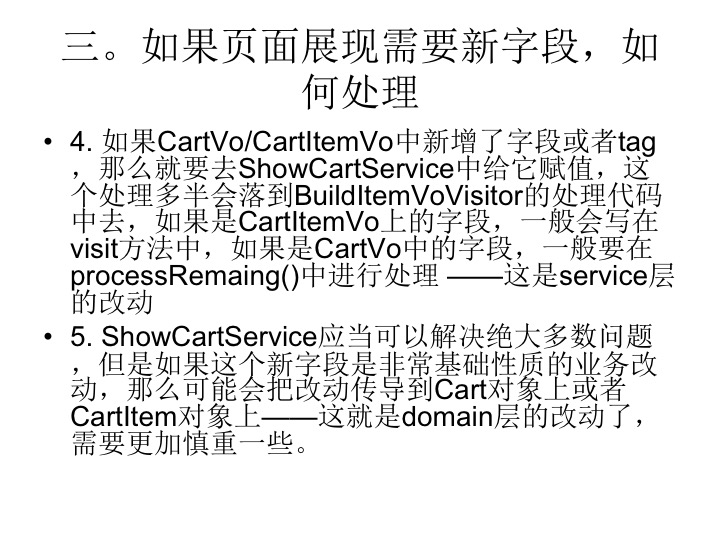 三。如果页面展现需要新字段，如
何处理
• 4. 如果CartVo/CartItemVo中新增了字段或者tag
，那么就要去ShowCartService中给它赋值，这
个处理多半会落到BuildItemVoVisitor的处理代码
中去，如果是CartItemVo上的字段，一般会写在
visit方法中，如果是CartVo中的字段，一般要在
processRemaing()中进行处理 ——这是service层
的改动
• 5. ShowCartService应当可以解决绝大多数问题
，但是如果这个新字段是非常基础性质的业务改
动，那么可能会把改动传导到Cart对象上或者
CartItem对象上——这就是domain层的改动了，
需要更加慎重一些。